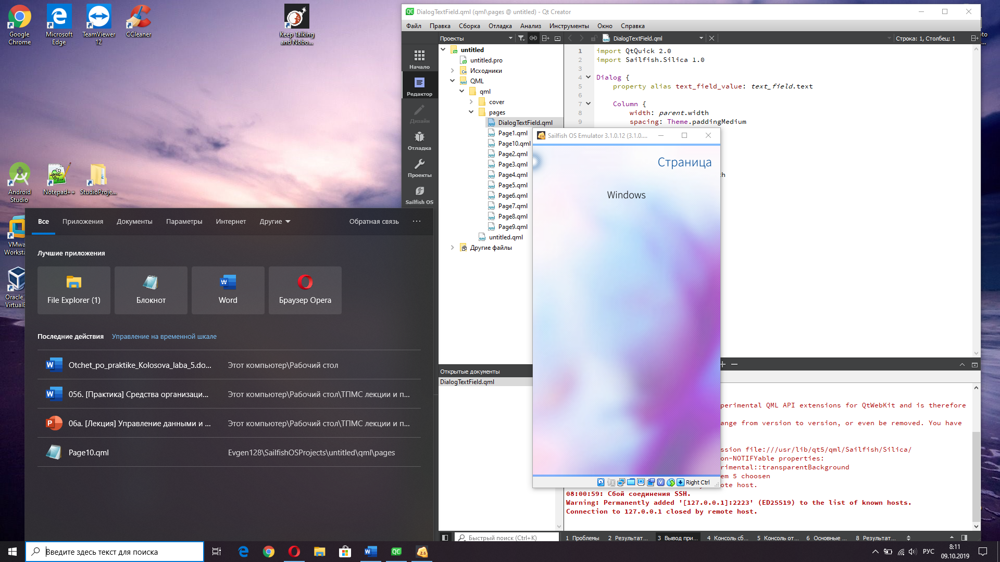 Google
Chrome
Microsoft
Edge
TeamViewer
12
CCleaner
Keep Talking
and Nobo...
Android
Studio
Notepad++
StudioProje...
Oracle
DialogTextField.qml (qml\pages @ untitled) - Qt Creator
Файл Правка Сборка Отладка Анализ Инструменты Окно Справка
Проекты
DialogTextField.qml
Строка: 1, Столбец: 1
Начало
Редактор
Дизайн
Отладка
Проекты
Sailfish OS
untitled
untitled.pro
Исходники
QML
qml
cover
pages
DialogTextField.qml
Page1.qml
Page10.qml
Page2.qml
Page3.qml
Page4.qml
Page5.qml
Page6.qml
Page7.qml
Page8.qml
Page9.qml
untitled.qml
Другие файлы
1 import QtQuick 2.0
2 import Sailfish.Silica 1.0
3
4 Dialog {
5 property alias text_field_value: text_field.text
6
7 Column {
8 width: parent.width
9 spacing: Theme.paddingMedium
Sailfish OS Emulator 3.1.0.12 (3.1.0....
Страница
Windows
Right Ctrl
Открытые документы
DialogTextField.qml
perimental QML API extensions for QtWebKit and is therefore
ange from version to version, or even be removed. You have
ssion file:///usr/lib/qt5/qml/Sailfish/Silica/
on-NOTIFYable properties:
rimental::transparentBackground
em 5 choosen
ote host.
08:00:59: Сбой соединения SSH.
Warning: Permanently added '[127.0.0.1]:2223' (ED25519) to the list of known hosts.
Connection to 127.0.0.1 closed by remote host.
Быстрый поиск (Ctrl+K)
1 Проблемы 2 Результат... 3 Вывод при... 4 Консоль сб... 5 Консоль от... 6 Основные ... 8 Результат...
Все Приложения Документы Параметры Интернет Другие Обратная связь ...
Лучшие приложения
File Explorer (1)
Блокнот
Word
Браузер Opera
Последние действия Управление на временной шкале
Otchet_po_praktike_Kolosova_laba_5.do... Этот компьютер\Рабочий стол
05б. [Практика] Средства организаци... Этот компьютер\Рабочий стол\ТПМС лекции и п...
06а. [Лекция] Управление данными и ... Этот компьютер\Рабочий стол\ТПМС лекции и п...
Page10.qml Evgen128\SailfishOSProjects\untitled\qml\pages
Введите здесь текст для поиска
РУС
8:11
09.10.2019